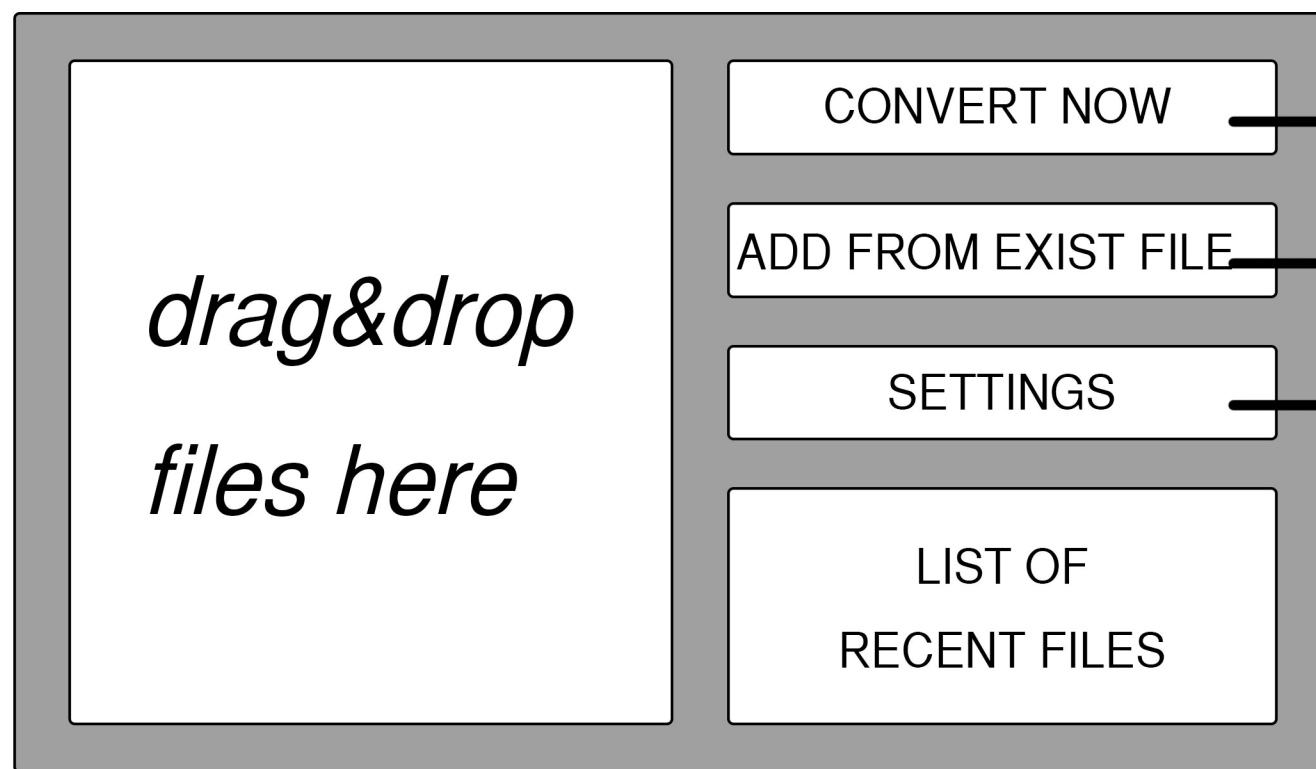 drag&drop
files here
CONVERT NOW
ADD FROM EXIST FILE
SETTINGS
LIST OF
RECENT FILES